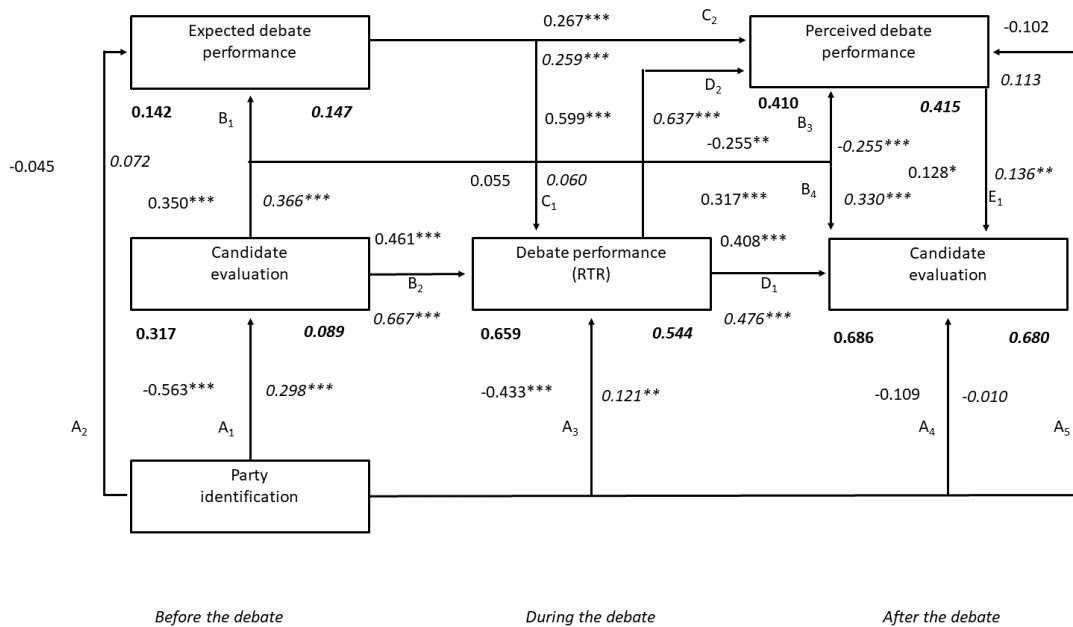 0.267***
C2
-0.102
Expected debate
performance
Perceived debate
performance
0.259***
D2
0.113
0.142
0.147
0.410
0.415
B1
0.599***
0.637***
B3
-0.255**
-0.255***
-0.045
0.072
0.055
0.060
0.128*
0.136**
0.350***
0.366***
C1
0.317***
B4
0.330***
E1
0.461***
0.408***
Candidate
evaluation
B2
Debate performance
(RTR)
D1
Candidate
evaluation
0.667***
0.476***
0.317
0.089
0.659
0.544
0.686
0.680
-0.563***
0.298***
-0.433***
0.121**
-0.109
-0.010
A2
A1
A3
A4
A5
Party
identification
Before the debate
During the debate
After the debate